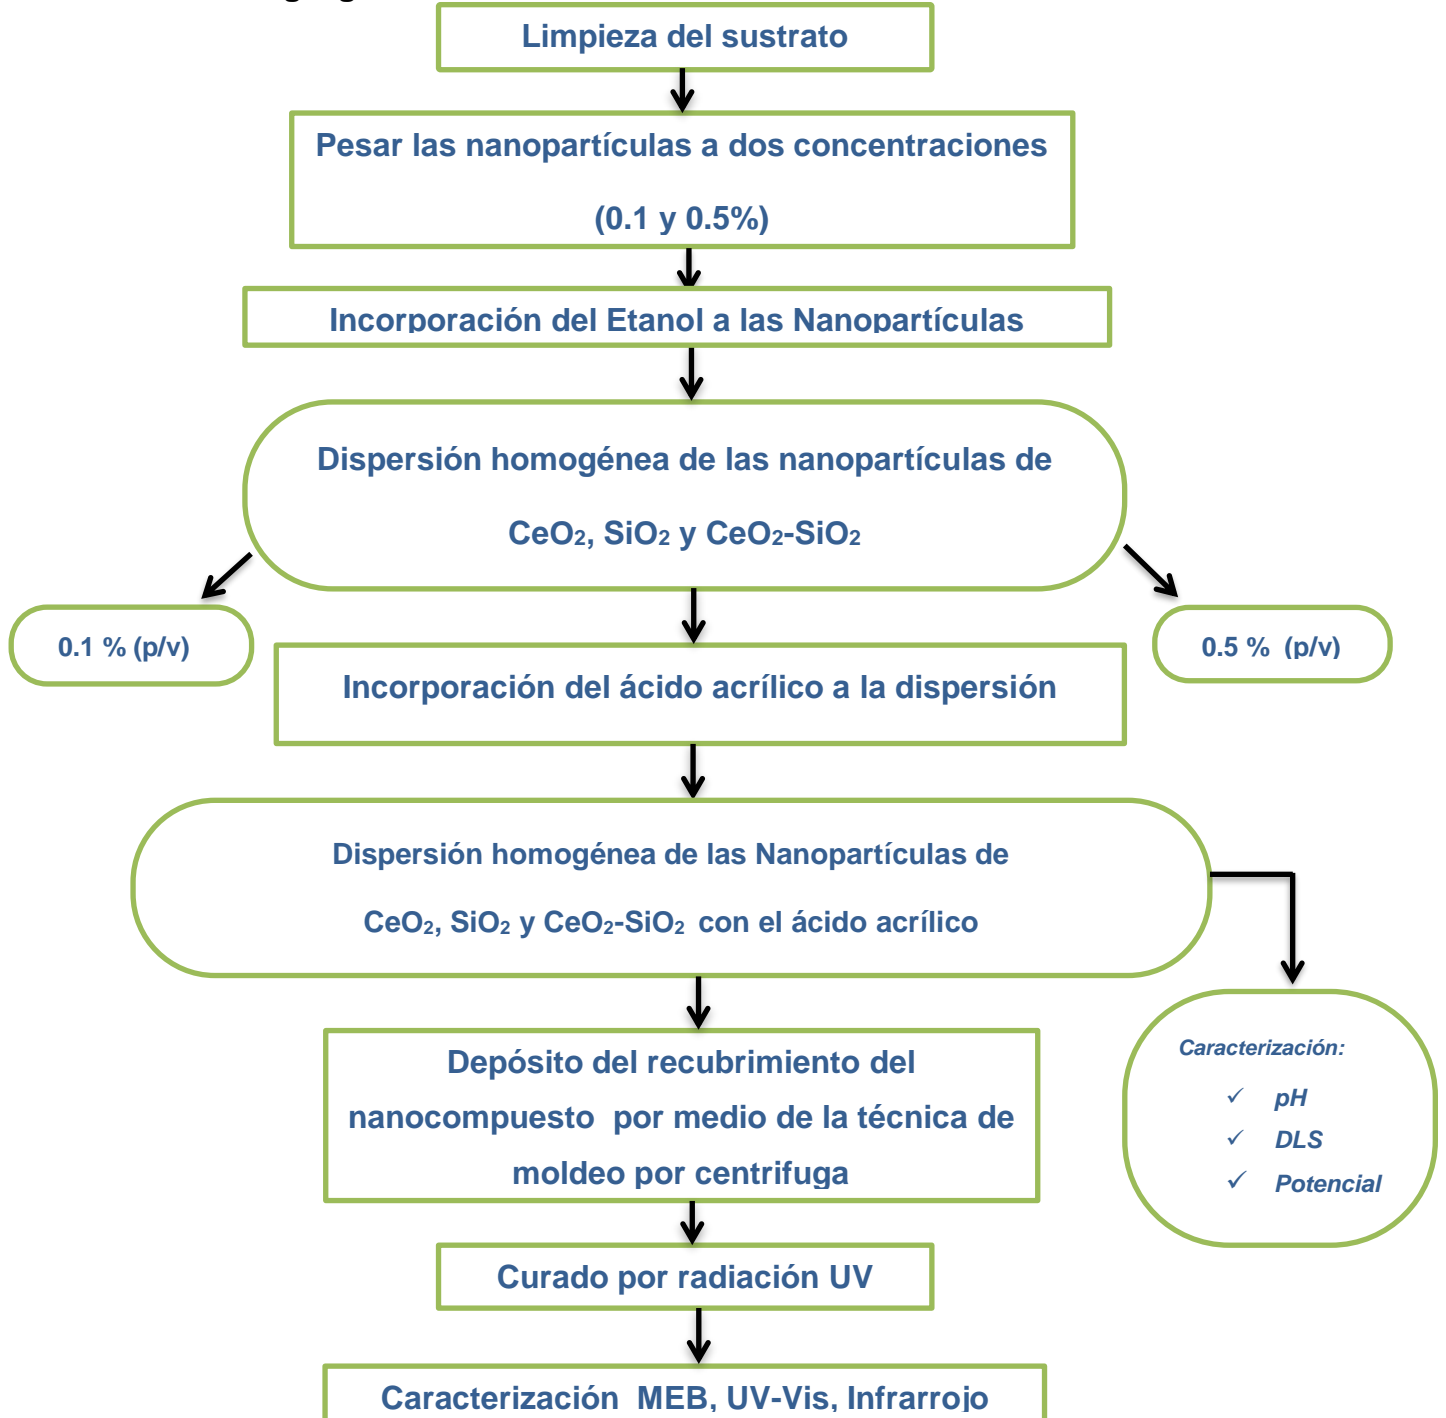 Limpieza del sustrato
Pesar las nanopartículas a dos concentraciones
(0.1 y 0.5%)
Incorporación del Etanol a las Nanopartículas
Dispersión homogénea de las nanopartículas de
CeO₂, SiO₂ y CeO₂-SiO₂
0.1 % (p/v)
0.5 % (p/v)
Incorporación del ácido acrílico a la dispersión
Dispersión homogénea de las Nanopartículas de
CeO₂, SiO₂ y CeO₂-SiO₂ con el ácido acrílico
Depósito del recubrimiento del
nanocompuesto por medio de la técnica de
moldeo por centrifuga
Caracterización:
✓ pH
✓ DLS
✓ Potencial
Curado por radiación UV
Caracterización MEB, UV-Vis, Infrarrojo